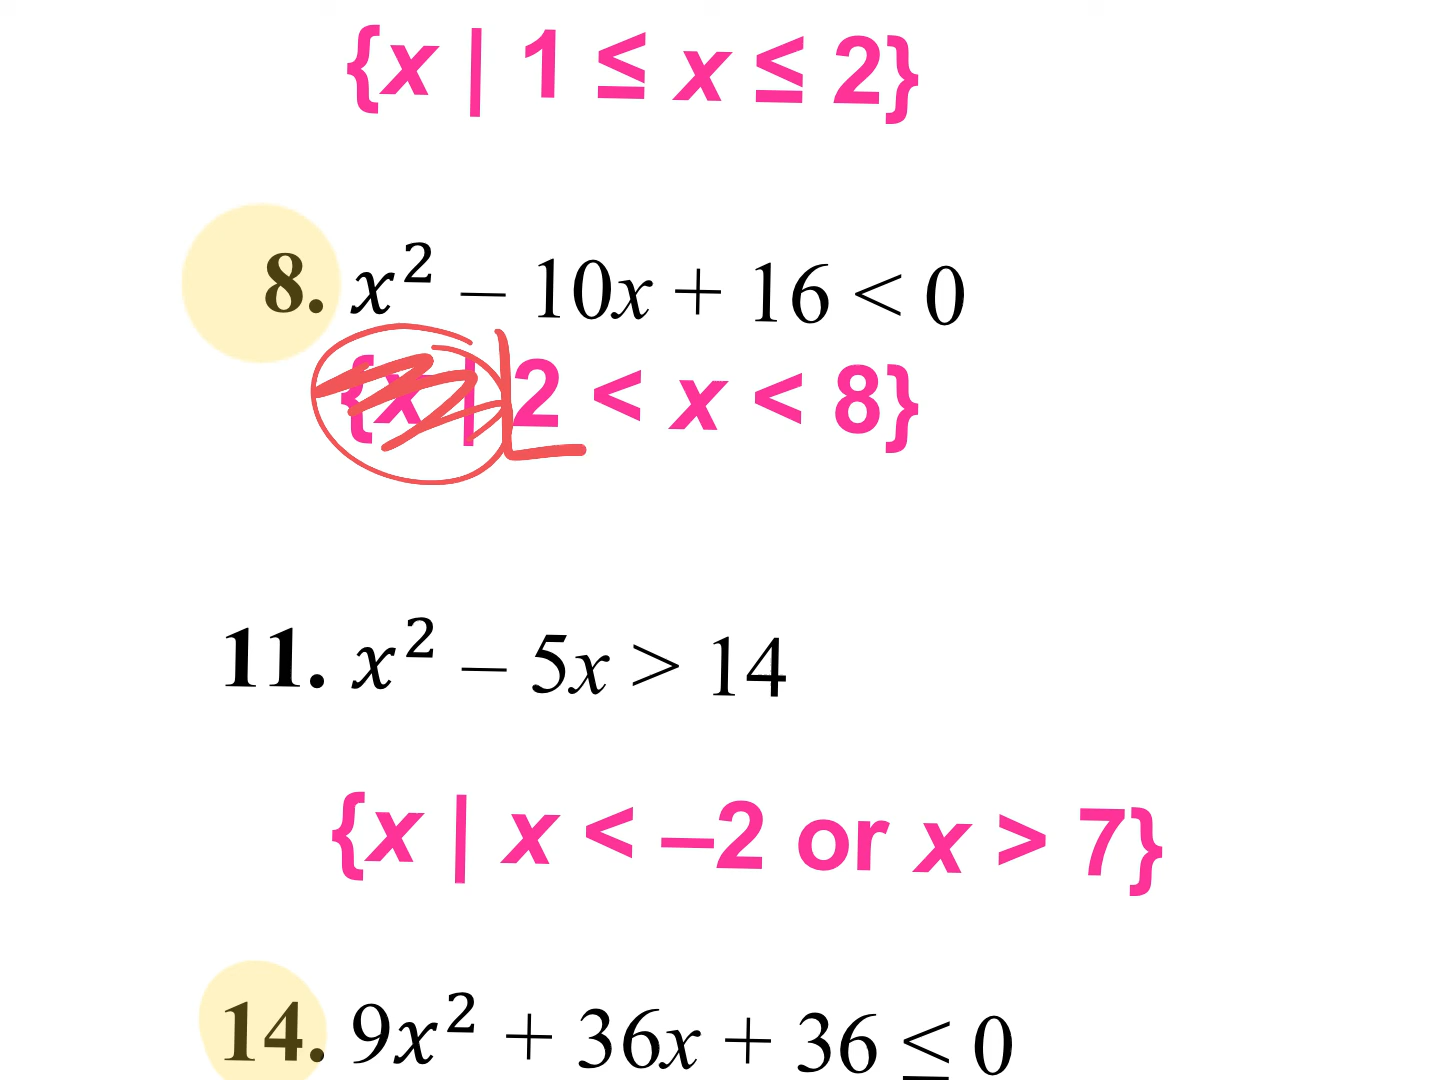 {x | 1 ≤ x ≤ 2}
8. x² – 10x + 16 < 0
{x | 2 < x < 8}
11. x² – 5x > 14
{x | x < –2 or x > 7}
14. 9x² + 36x + 36 ≤ 0